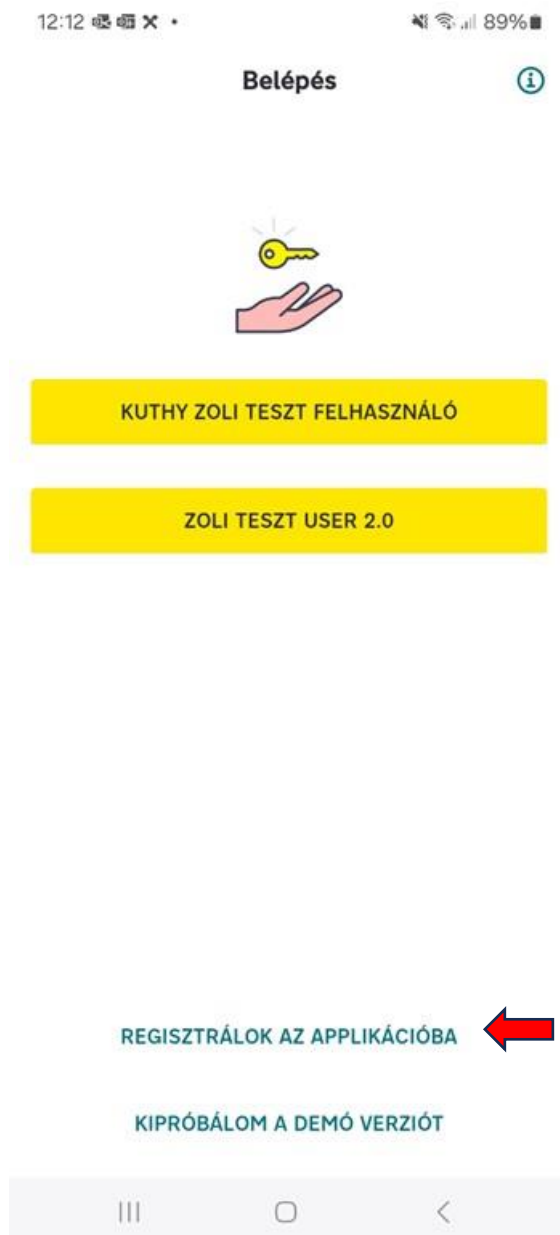 12:12
89%
Belépés
KUTHY ZOLI TESZT FELHASZNÁLÓ
ZOLI TESZT USER 2.0
REGISZTRÁLOK AZ APPLIKÁCIÓBA
KIPRÓBÁLOM A DEMÓ VERZIÓT